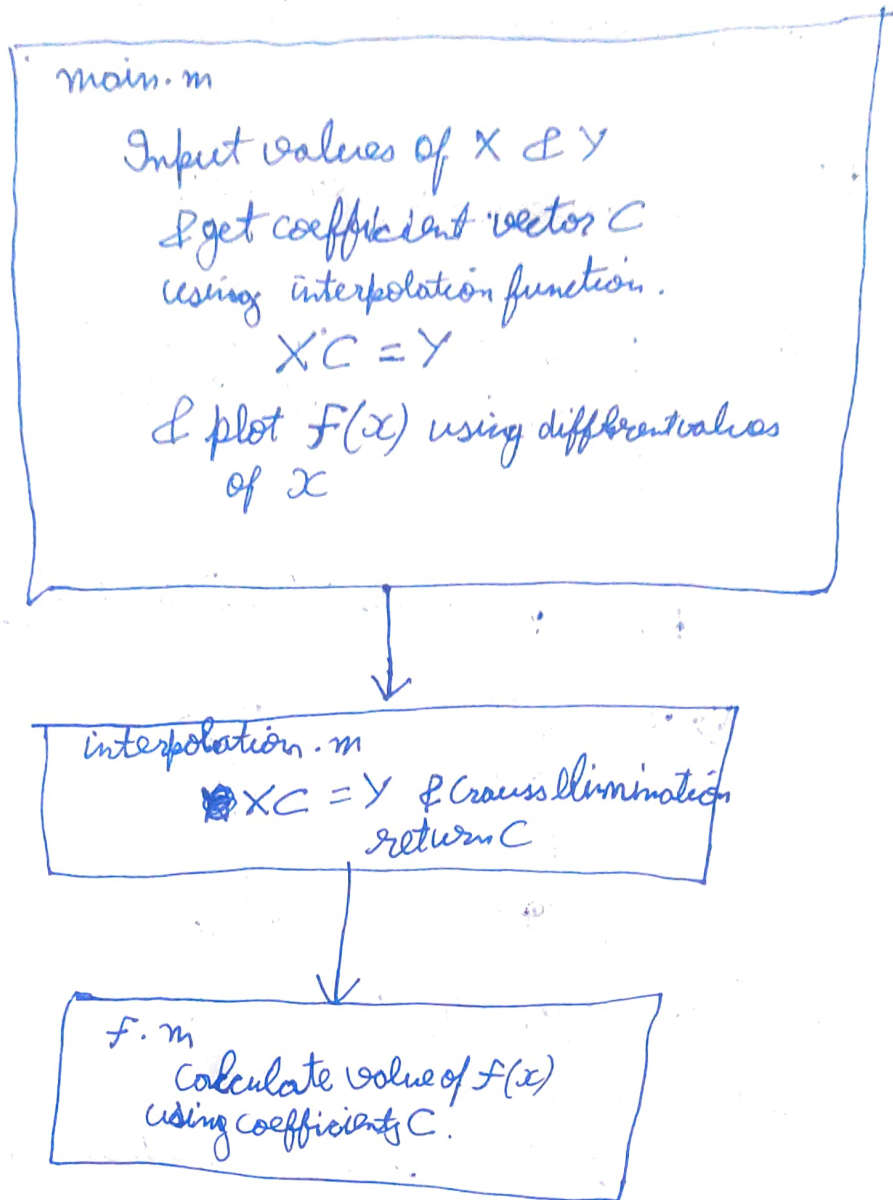 main.m
Input values of X & Y
& get coefficient vector C
using interpolation function.
XC = Y
& plot f(x) using different values
of x
interpolation.m
XC = Y & Gauss Elimination
return C
f.m
Calculate value of f(x)
using coefficients C.